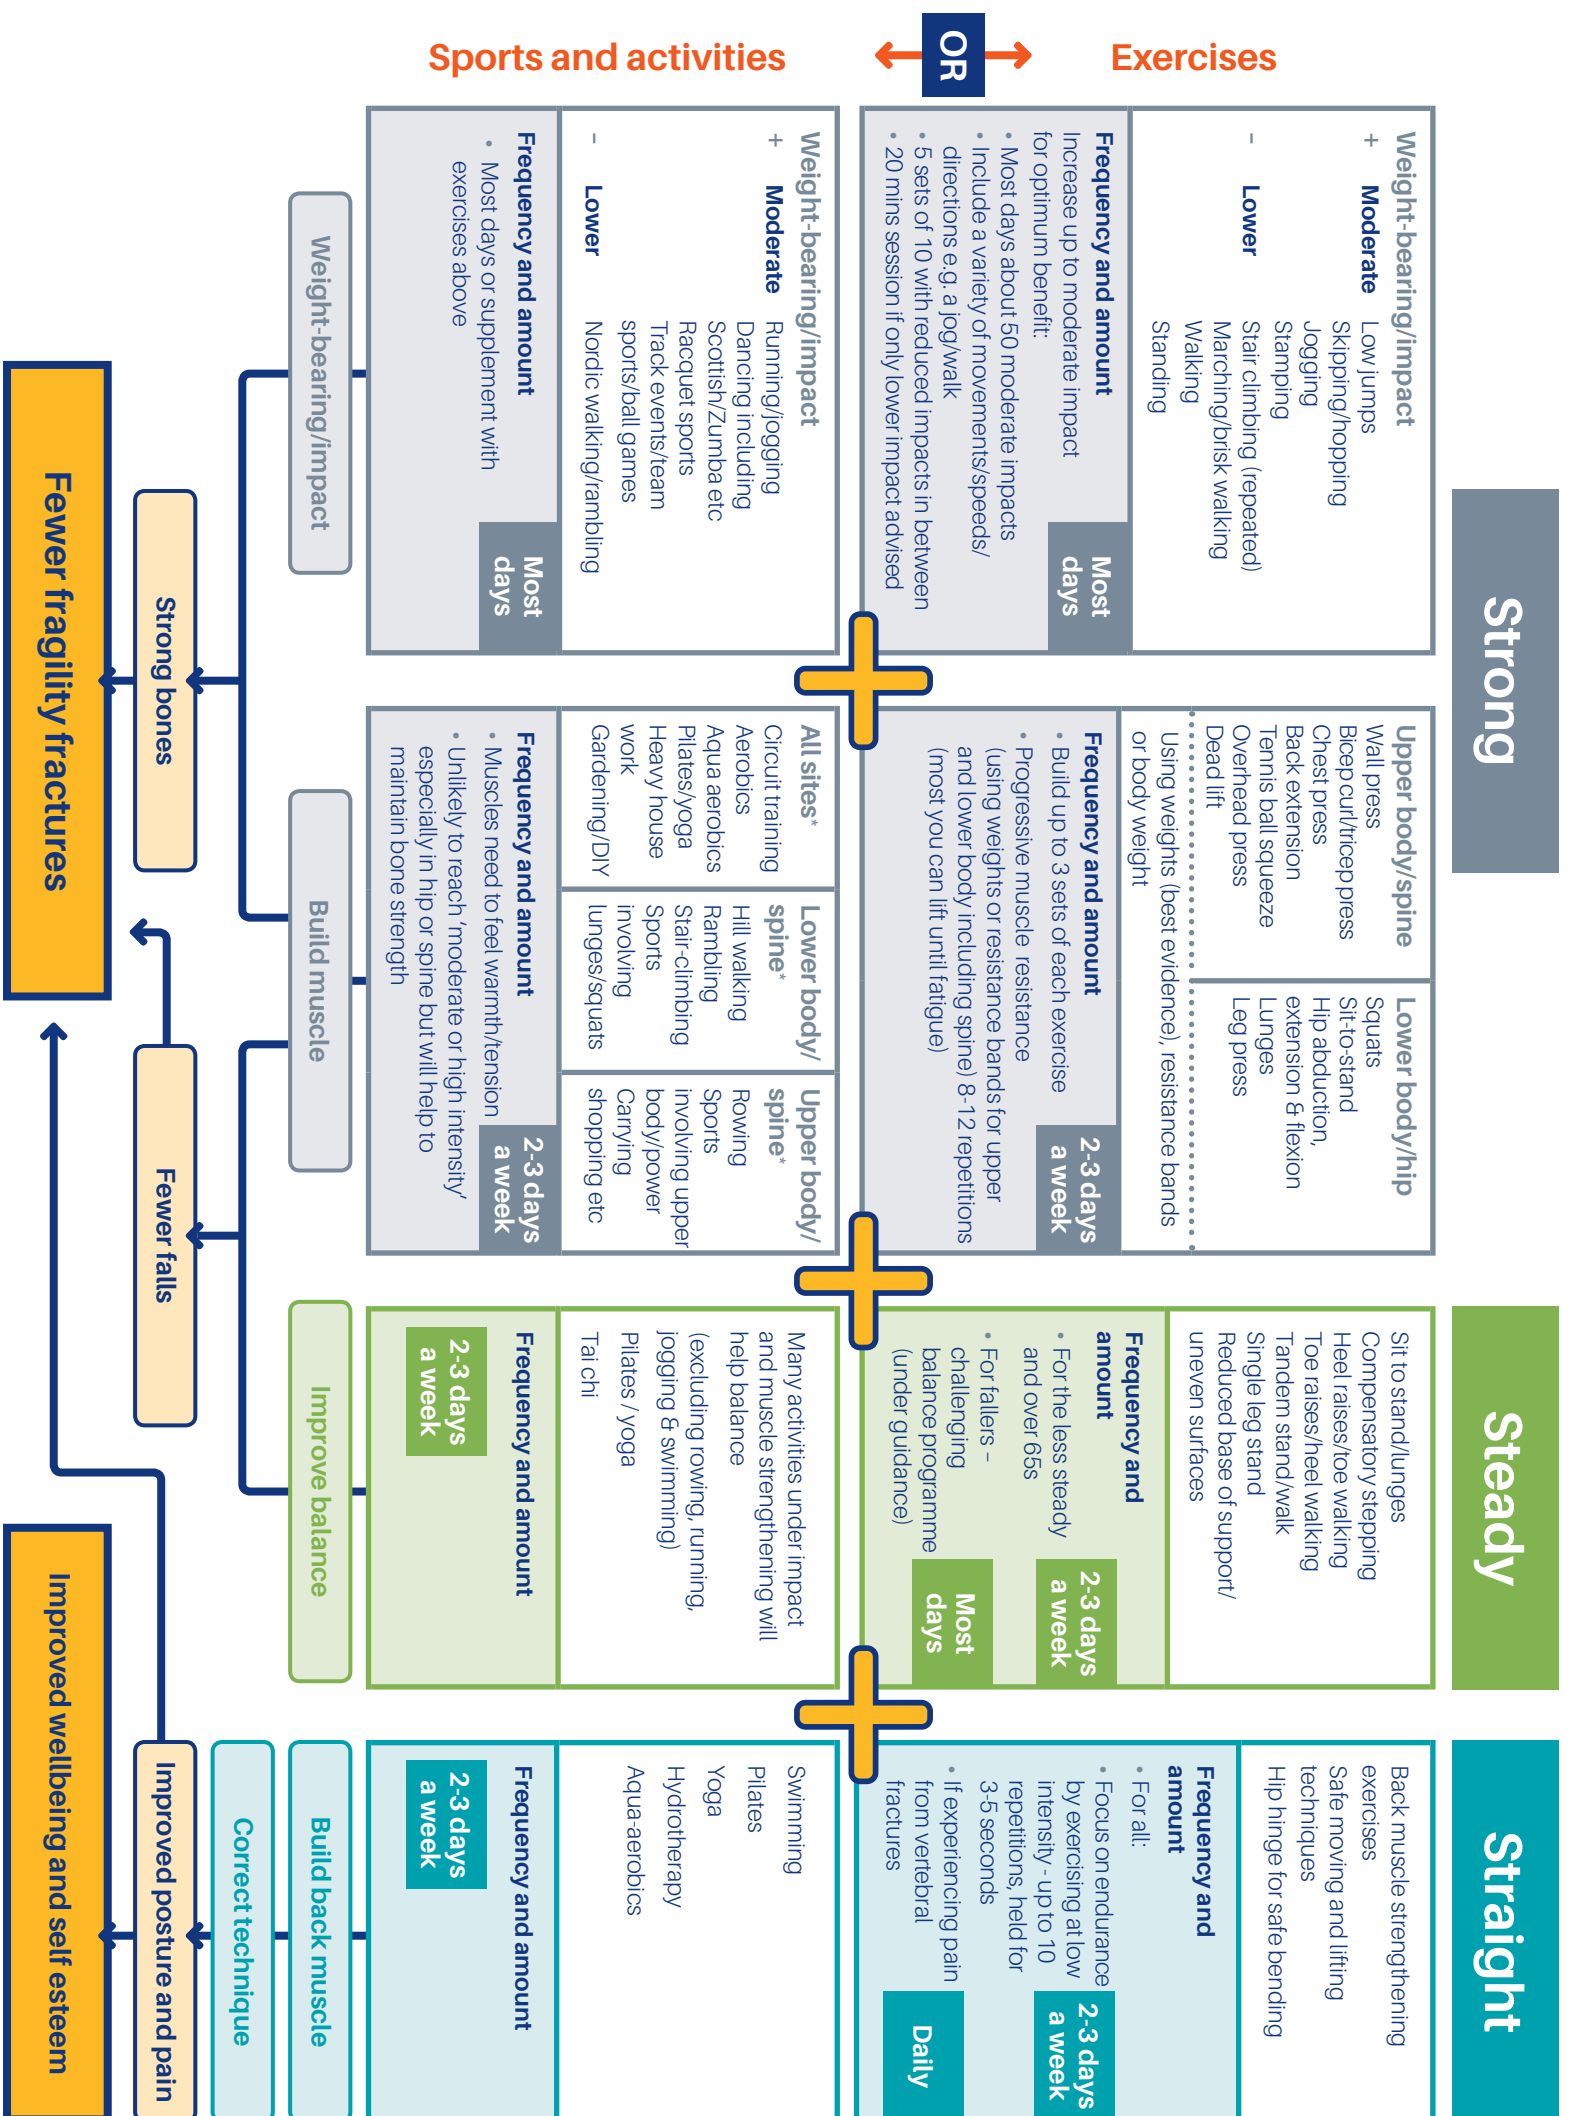 Strong
Steady
Straight
Exercises
OR
Sports and activities
Weight-bearing/impact
+ Moderate Low jumps
Skipping/hopping
Jogging
Stamping
– Lower Stair climbing (repeated)
Marching/brisk walking
Walking
Standing
Frequency and amount
Increase up to moderate impact
for optimum benefit:
• Most days about 50 moderate impacts
• Include a variety of movements/speeds/
directions e.g. a jog/walk
• 5 sets of 10 with reduced impacts in between
• 20 mins session if only lower impact advised
Most
days
Upper body/spine
Wall press
Bicep curl/tricep press
Chest press
Back extension
Tennis ball squeeze
Overhead press
Dead lift
Lower body/hip
Squats
Sit-to-stand
Hip abduction,
extension & flexion
Lunges
Leg press
Using weights (best evidence), resistance bands
or body weight
Frequency and amount
• Build up to 3 sets of each exercise
• Progressive muscle resistance
(using weights or resistance bands for upper
and lower body including spine) 8-12 repetitions
(most you can lift until fatigue)
2-3 days
a week
Sit to stand/lunges
Compensatory stepping
Heel raises/toe walking
Toe raises/heel walking
Tandem stand/walk
Single leg stand
Reduced base of support/
uneven surfaces
Frequency and
amount
• For the less steady
and over 65s
• For fallers –
challenging
balance programme
(under guidance)
2-3 days
a week
Most
days
Back muscle strengthening
exercises
Safe moving and lifting
techniques
Hip hinge for safe bending
Frequency and
amount
• For all:
• Focus on endurance
by exercising at low
intensity - up to 10
repetitions, held for
3-5 seconds
• If experiencing pain
from vertebral
fractures
2-3 days
a week
Daily
Weight-bearing/impact
+ Moderate Running/jogging
Dancing including
Scottish/Zumba etc
Racquet sports
Track events/team
sports/ball games
– Lower Nordic walking/rambling
Frequency and amount
• Most days or supplement with
exercises above
Most
days
All sites*
Circuit training
Aerobics
Aqua aerobics
Pilates/yoga
Heavy house
work
Gardening/DIY
Lower body/
spine*
Hill walking
Rambling
Stair-climbing
Sports
involving
lunges/squats
Upper body/
spine*
Rowing
Sports
involving upper
body/power
Carrying
shopping etc
Frequency and amount
• Muscles need to feel warmth/tension
• Unlikely to reach ‘moderate or high intensity’
especially in hip or spine but will help to
maintain bone strength
2-3 days
a week
Many activities under impact
and muscle strengthening will
help balance
(excluding rowing, running,
jogging & swimming)
Pilates / yoga
Tai chi
Frequency and amount
2-3 days
a week
Swimming
Pilates
Yoga
Hydrotherapy
Aqua-aerobics
Frequency and amount
2-3 days
a week
Weight-bearing/impact
Build muscle
Improve balance
Build back muscle
Correct technique
Strong bones
Fewer falls
Improved posture and pain
Fewer fragility fractures
Improved wellbeing and self esteem